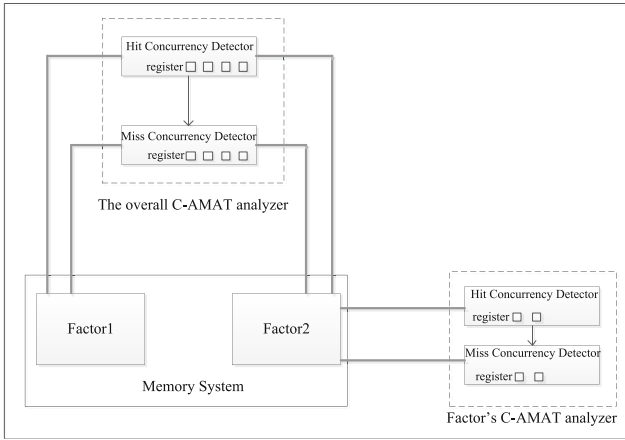 Hit Concurrency Detector
register
Miss Concurrency Detector
register
The overall C-AMAT analyzer
Factor1
Factor2
Memory System
Hit Concurrency Detector
register
Miss Concurrency Detector
register
Factor's C-AMAT analyzer